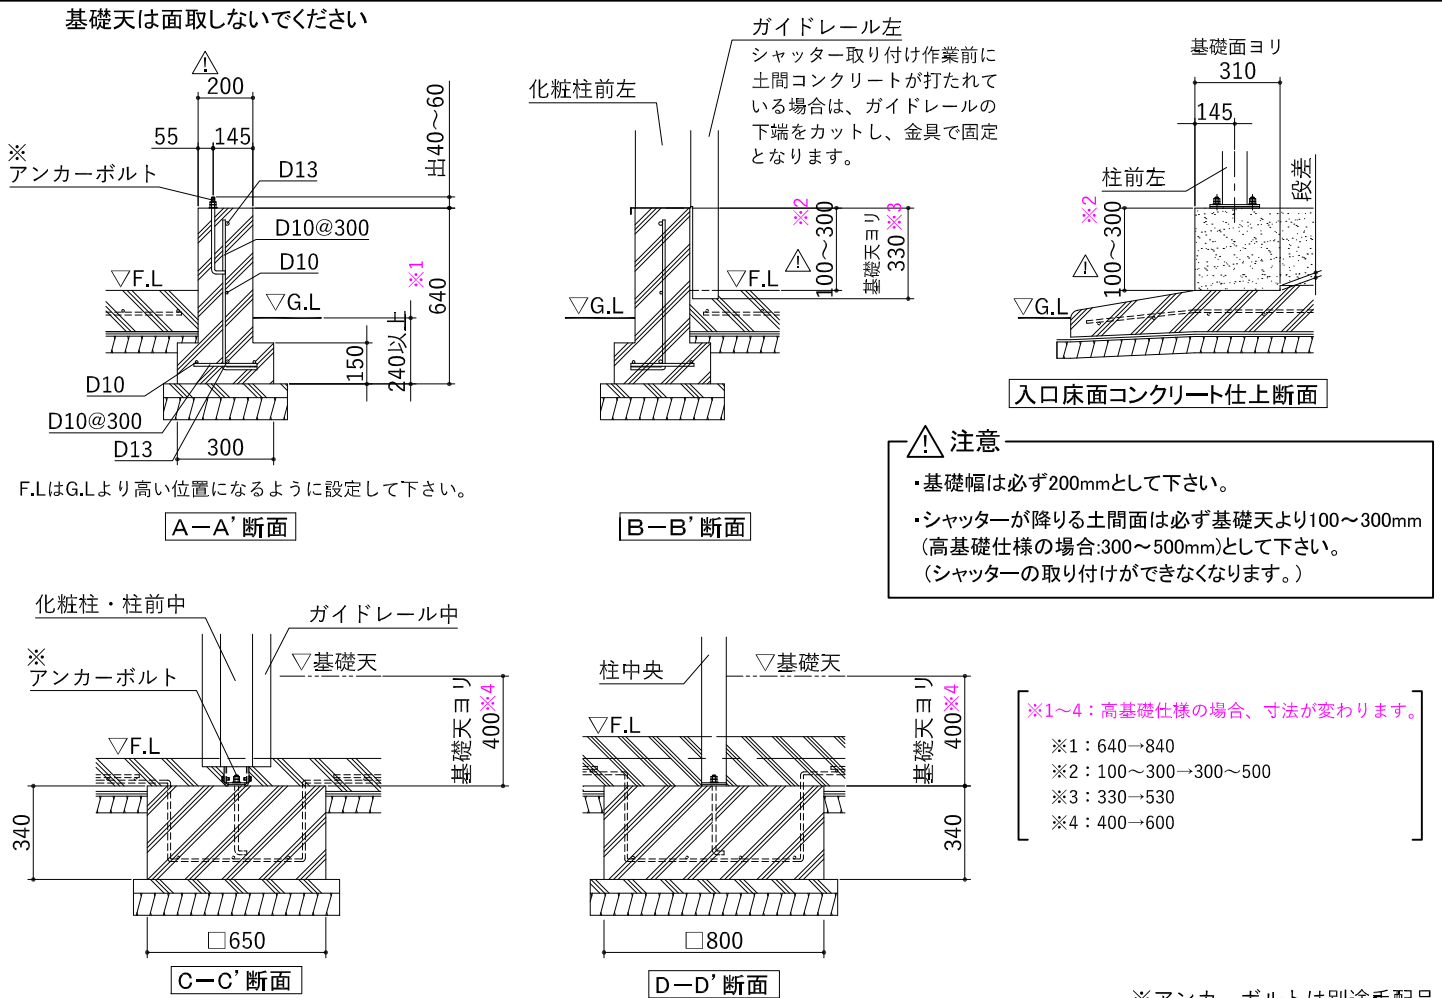 基礎天は面取しないでください
200
55
145
出40～60
※
アンカーボルト
D13
D10@300
D10
▽F.L
▽G.L
※1
640
150
240以上
D10
D10@300
D13
300
F.LはG.Lより高い位置になるように設定して下さい。
A－A’断面
ガイドレール左
シャッター取り付け作業前に
土間コンクリートが打たれて
いる場合は、ガイドレールの
下端をカットし、金具で固定
となります。
化粧柱前左
※2
100～300
基礎天ヨリ
330※3
▽F.L
▽G.L
B－B’断面
基礎面ヨリ
310
145
柱前左
段差
※2
100～300
▽G.L
入口床面コンクリート仕上断面
注意
・基礎幅は必ず200mmとして下さい。
・シャッターが降りる土間面は必ず基礎天より100～300mm
(高基礎仕様の場合:300～500mm)として下さい。
（シャッターの取り付けができなくなります。)
化粧柱・柱前中
ガイドレール中
※
アンカーボルト
▽基礎天
基礎天ヨリ
400※4
▽F.L
340
□650
C－C’断面
柱中央
▽基礎天
基礎天ヨリ
400※4
▽F.L
340
□800
D－D’断面
※1～4：高基礎仕様の場合、寸法が変わります。
※1：640→840
※2：100～300→300～500
※3：330→530
※4：400→600
※アンカーボルトは別途手配品